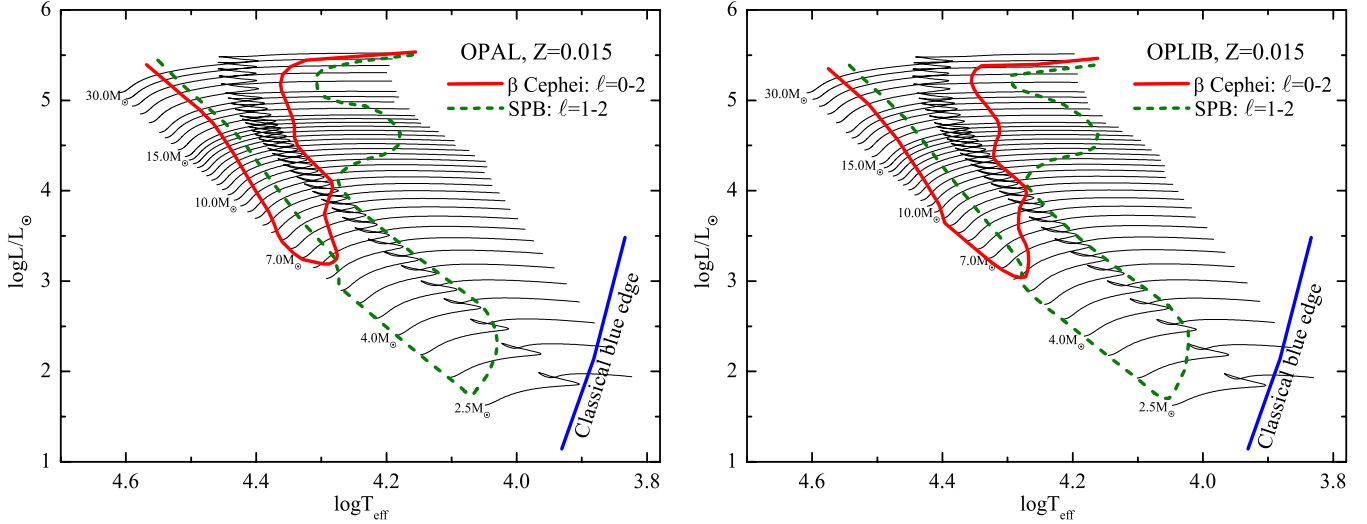 6
5
4
3
2
1
logL/L⊙
4.6
4.4
4.2
4.0
3.8
logTeff
OPAL, Z=0.015
β Cephei: ℓ=0-2
SPB: ℓ=1-2
30.0M⊙
15.0M⊙
10.0M⊙
7.0M⊙
4.0M⊙
2.5M⊙
Classical blue edge
6
5
4
3
2
1
logL/L⊙
4.6
4.4
4.2
4.0
3.8
logTeff
OPLIB, Z=0.015
β Cephei: ℓ=0-2
SPB: ℓ=1-2
30.0M⊙
15.0M⊙
10.0M⊙
7.0M⊙
4.0M⊙
2.5M⊙
Classical blue edge